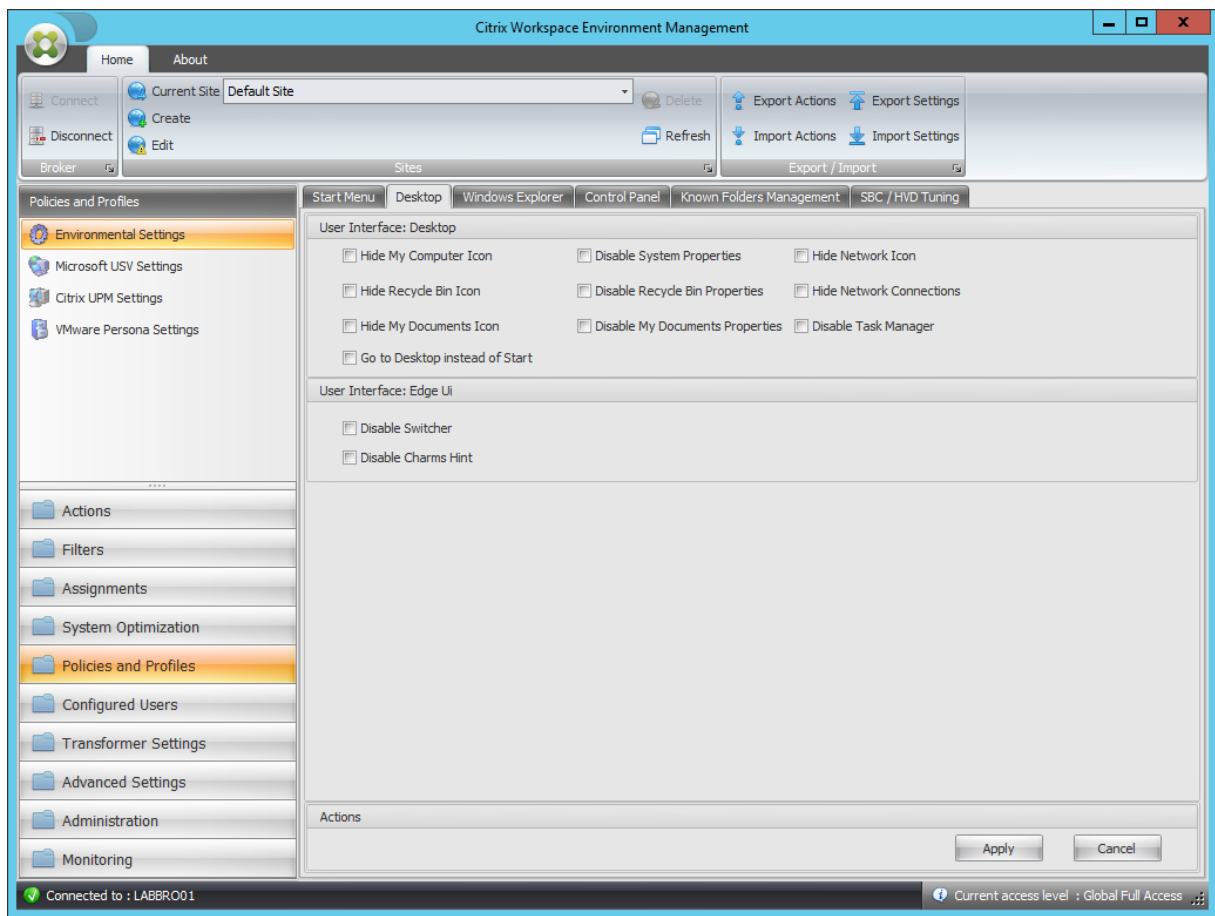 Citrix Workspace Environment Management
Home About
Connect
Disconnect
Broker
Current Site Default Site
Create
Edit
Delete
Refresh
Sites
Export Actions Export Settings
Import Actions Import Settings
Export / Import
Policies and Profiles
Environmental Settings
Microsoft USV Settings
Citrix UPM Settings
VMware Persona Settings
Actions
Filters
Assignments
System Optimization
Policies and Profiles
Configured Users
Transformer Settings
Advanced Settings
Administration
Monitoring
Start Menu Desktop Windows Explorer Control Panel Known Folders Management SBC / HVD Tuning
User Interface: Desktop
Hide My Computer Icon Disable System Properties Hide Network Icon
Hide Recycle Bin Icon Disable Recycle Bin Properties Hide Network Connections
Hide My Documents Icon Disable My Documents Properties Disable Task Manager
Go to Desktop instead of Start
User Interface: Edge Ui
Disable Switcher
Disable Charms Hint
Actions
Apply Cancel
Connected to : LABBRO01
Current access level : Global Full Access